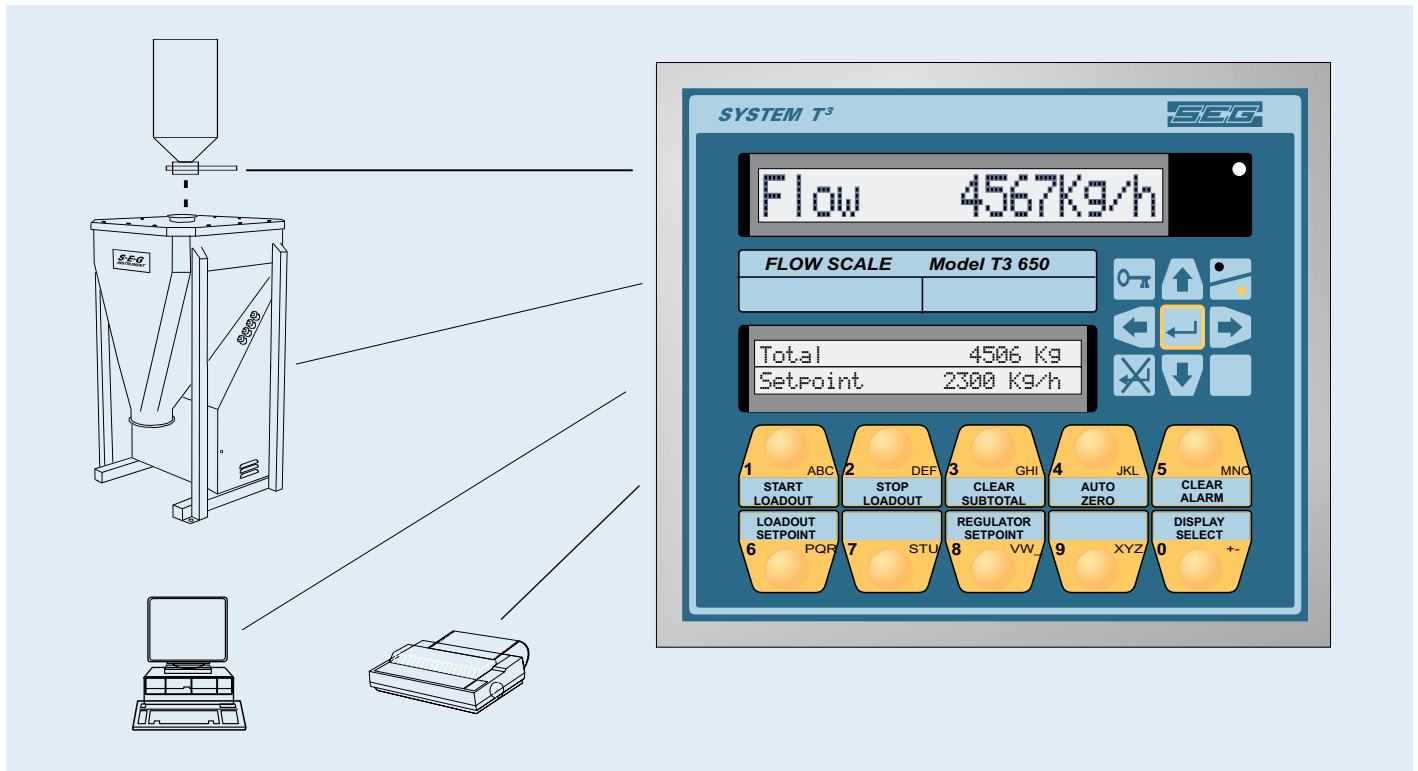 SYSTEM T³
SEG
Flow 4567Kg/h
S·E·G
INSTRUMENT
FLOW SCALE Model T3 650
Total 4506 Kg
Setpoint 2300 Kg/h
1 ABC 2 DEF 3 GHI 4 JKL 5 MNO
START LOADOUT
STOP LOADOUT
CLEAR SUBTOTAL
AUTO ZERO
CLEAR ALARM
LOADOUT SETPOINT
REGULATOR SETPOINT
DISPLAY SELECT
6 PQR 7 STU 8 VW_ 9 XYZ 0 +-